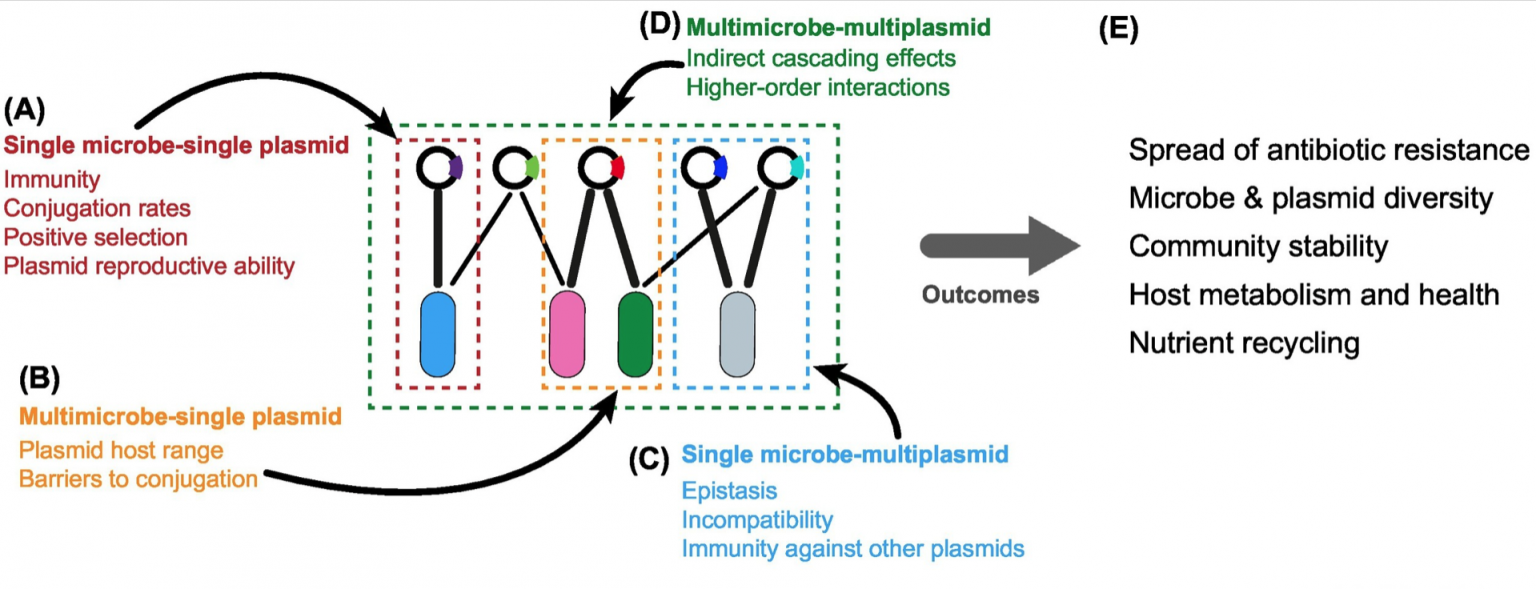 (A)
Single microbe-single plasmid
Immunity
Conjugation rates
Positive selection
Plasmid reproductive ability
(B)
Multimicrobe-single plasmid
Plasmid host range
Barriers to conjugation
(D) Multimicrobe-multiplasmid
Indirect cascading effects
Higher-order interactions
(C) Single microbe-multiplasmid
Epistasis
Incompatibility
Immunity against other plasmids
Outcomes
(E)
Spread of antibiotic resistance
Microbe & plasmid diversity
Community stability
Host metabolism and health
Nutrient recycling